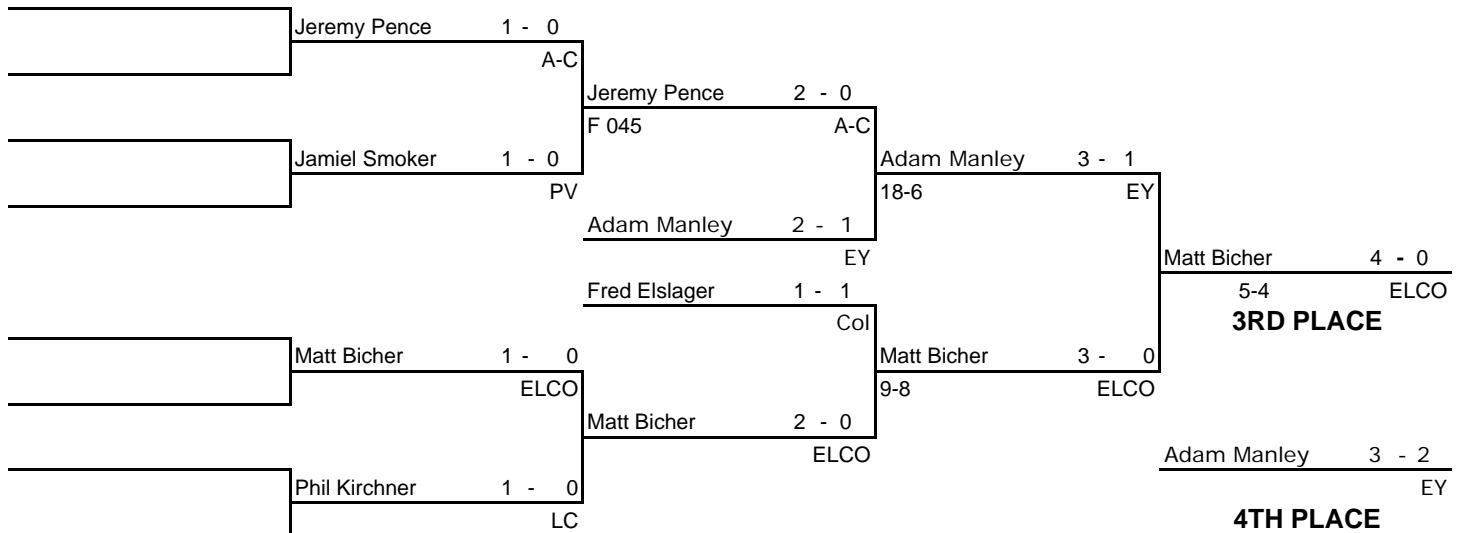 Jeremy Pence 1 - 0
A-C
Jeremy Pence 2 - 0
F 045 A-C
Jamiel Smoker 1 - 0
PV
Adam Manley 3 - 1
18-6 EY
Adam Manley 2 - 1
EY
Matt Bicher 4 - 0
5-4 ELCO
3RD PLACE
Fred Elslager 1 - 1
Col
Matt Bicher 1 - 0
ELCO
Matt Bicher 3 - 0
9-8 ELCO
Matt Bicher 2 - 0
ELCO
Adam Manley 3 - 2
EY
4TH PLACE
Phil Kirchner 1 - 0
LC